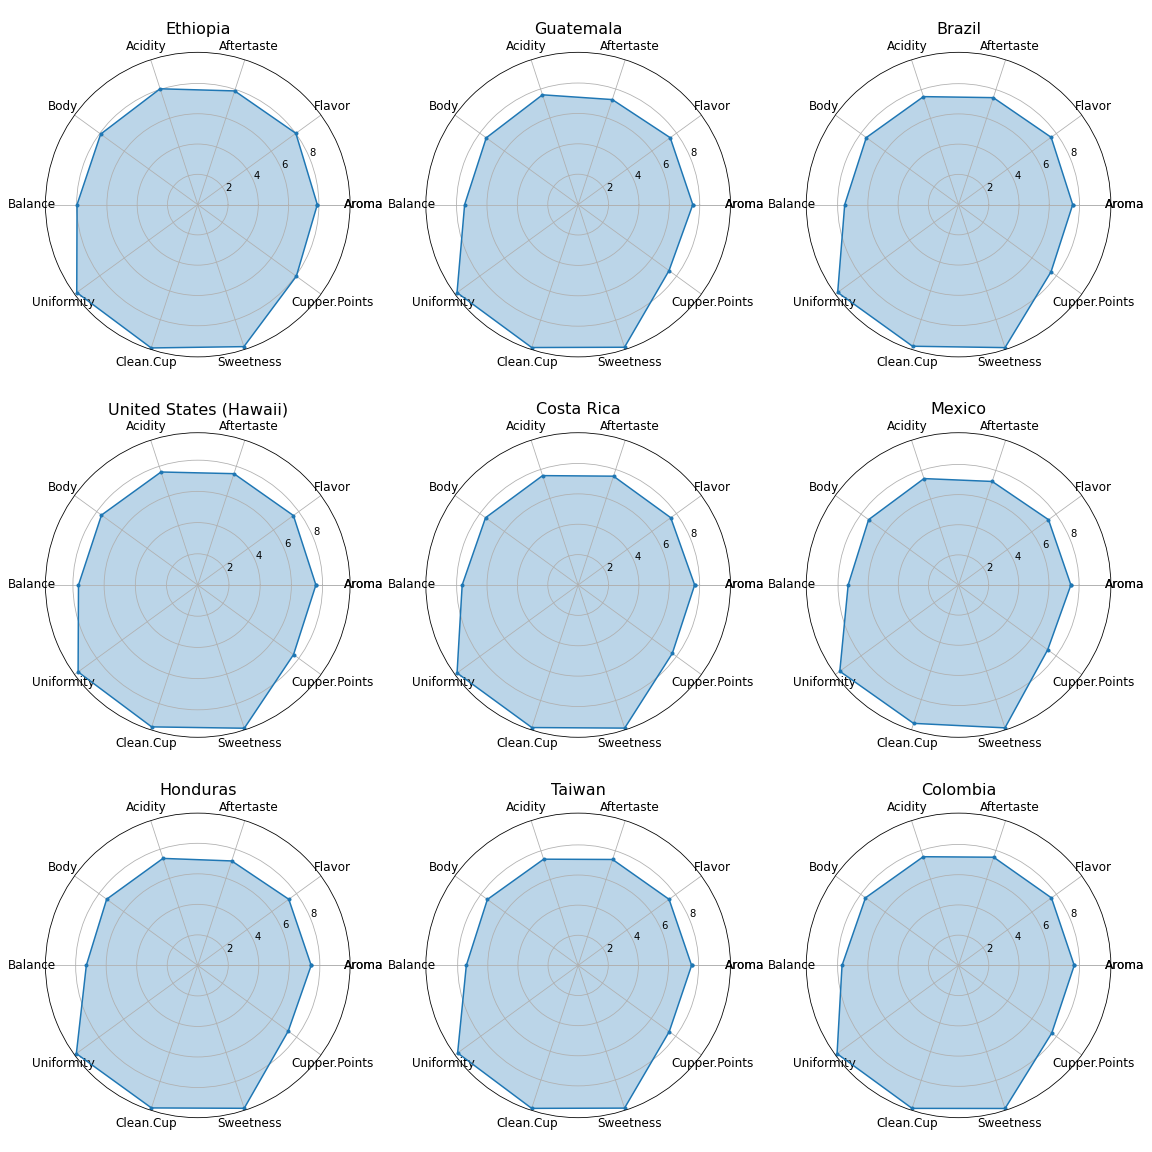 Ethiopia
Guatemala
Brazil
Acidity Aftertaste
Acidity Aftertaste
Acidity Aftertaste
Body Flavor
Body Flavor
Body Flavor
8
6
4
2
8
6
4
2
8
6
4
2
Balance Aroma
Balance Aroma
Balance Aroma
Uniformity Cupper.Points
Uniformity Cupper.Points
Uniformity Cupper.Points
Clean.Cup Sweetness
Clean.Cup Sweetness
Clean.Cup Sweetness
United States (Hawaii)
Costa Rica
Mexico
Acidity Aftertaste
Acidity Aftertaste
Acidity Aftertaste
Body Flavor
Body Flavor
Body Flavor
8
6
4
2
8
6
4
2
8
6
4
2
Balance Aroma
Balance Aroma
Balance Aroma
Uniformity Cupper.Points
Uniformity Cupper.Points
Uniformity Cupper.Points
Clean.Cup Sweetness
Clean.Cup Sweetness
Clean.Cup Sweetness
Honduras
Taiwan
Colombia
Acidity Aftertaste
Acidity Aftertaste
Acidity Aftertaste
Body Flavor
Body Flavor
Body Flavor
8
6
4
2
8
6
4
2
8
6
4
2
Balance Aroma
Balance Aroma
Balance Aroma
Uniformity Cupper.Points
Uniformity Cupper.Points
Uniformity Cupper.Points
Clean.Cup Sweetness
Clean.Cup Sweetness
Clean.Cup Sweetness